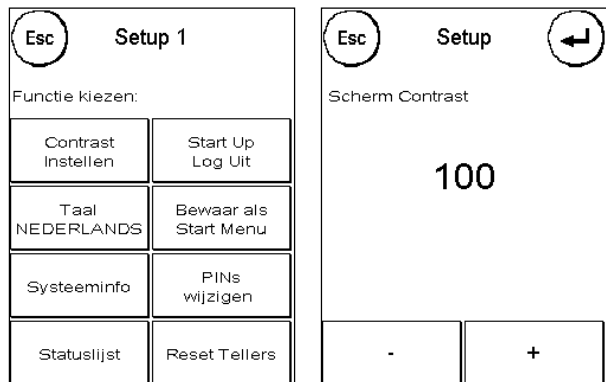 Esc
Setup 1
Functie kiezen:
Contrast
Instellen
Start Up
Log Uit
Taal
NEDERLANDS
Bewaar als
Start Menu
Systeeminfo
PINs
wijzigen
Statuslijst
Reset Tellers
Esc
Setup
Scherm Contrast
100
-
+